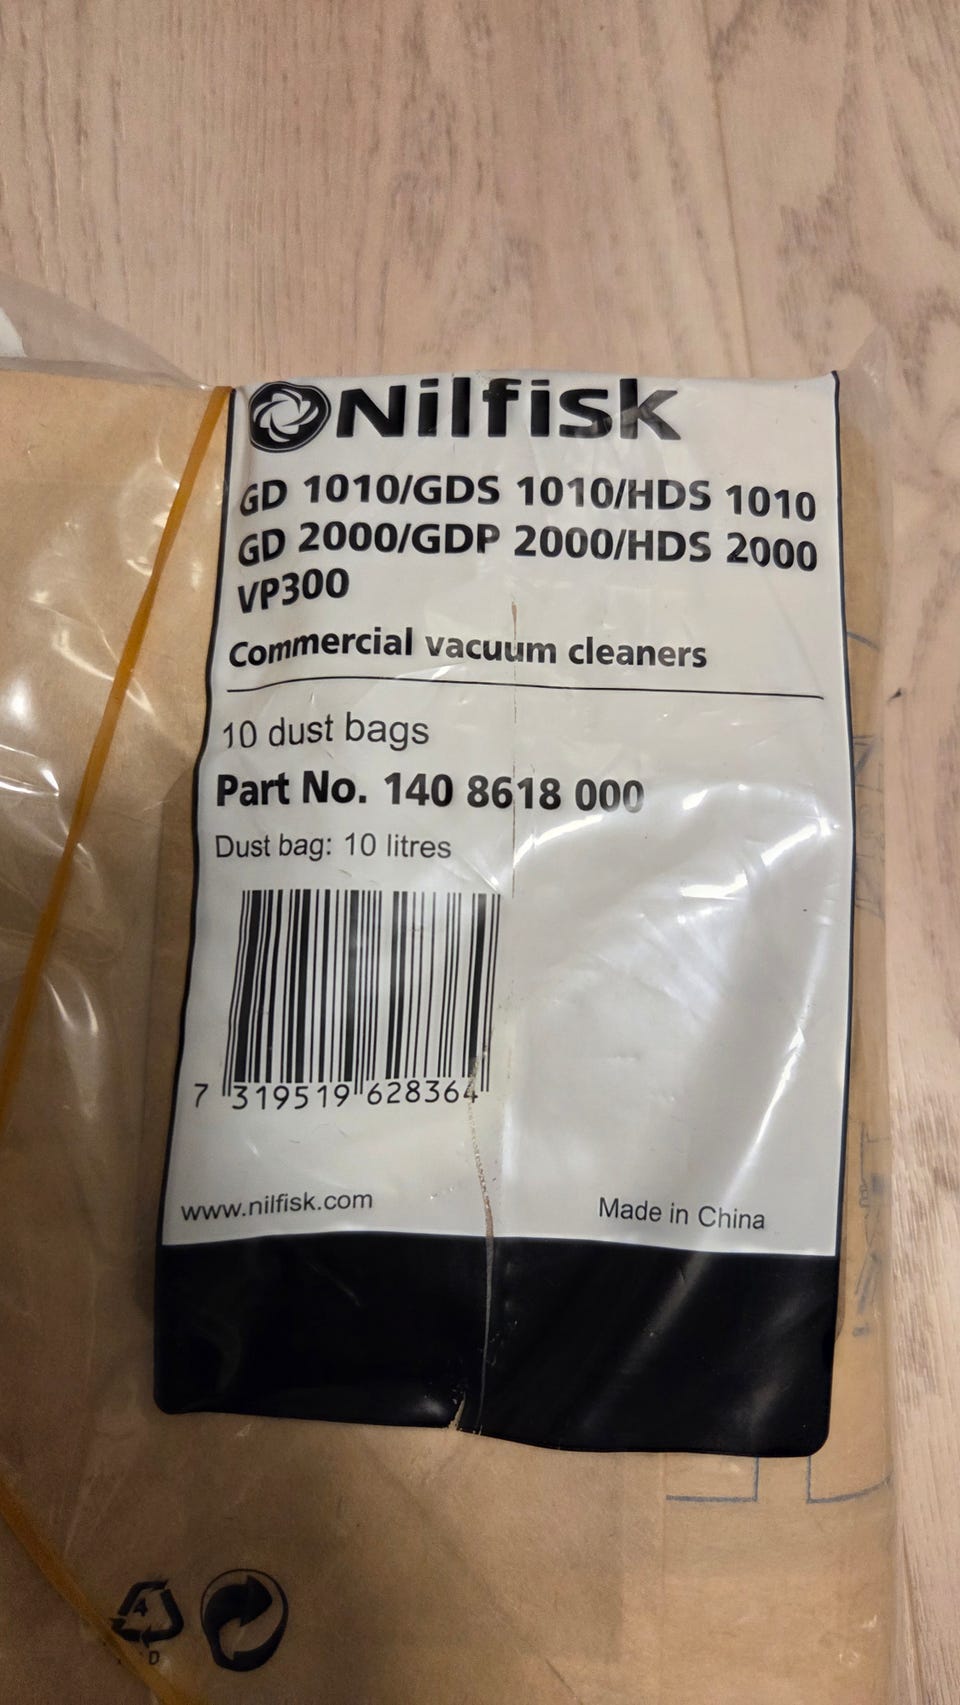 Nilfisk
GD 1010/GDS 1010/HDS 1010
GD 2000/GDP 2000/HDS 2000
VP300
Commercial vacuum cleaners
10 dust bags
Part No. 140 8618 000
Dust bag: 10 litres
7 319519 628364
www.nilfisk.com
Made in China
4